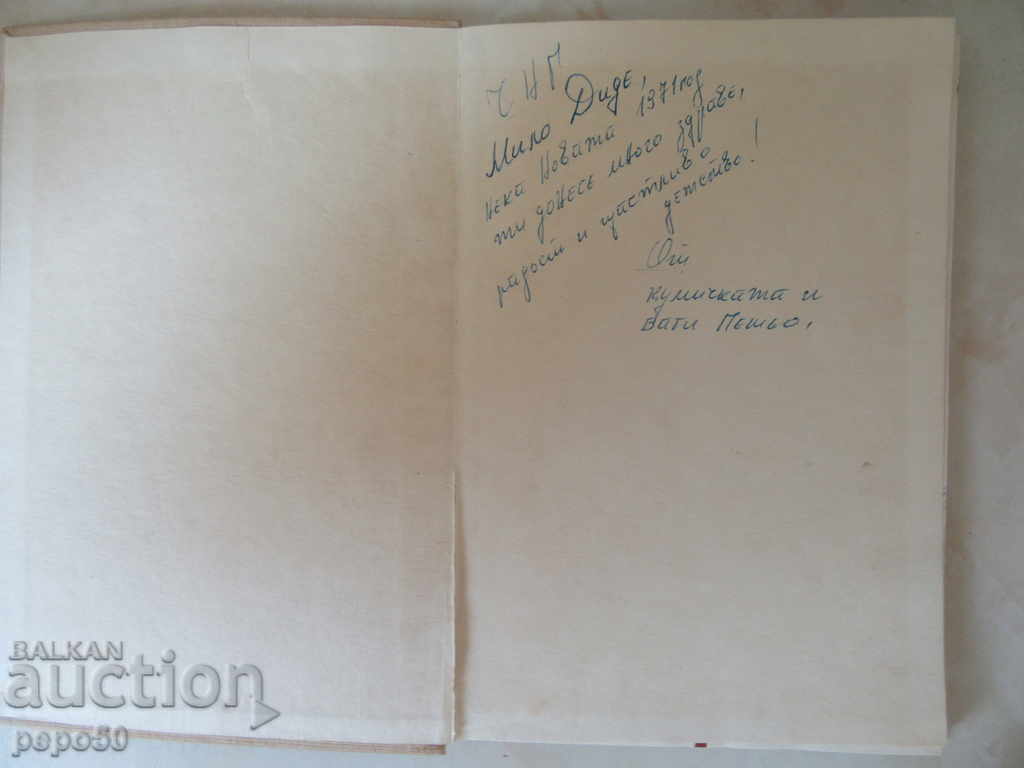 Ч Н Г
Мило Диде,
нека Новата 1971 год
ти донесе много здраве,
радост и щастливо
детство!
От
кумичката и
бати Петьо.
BALKAN
auction
pepo50